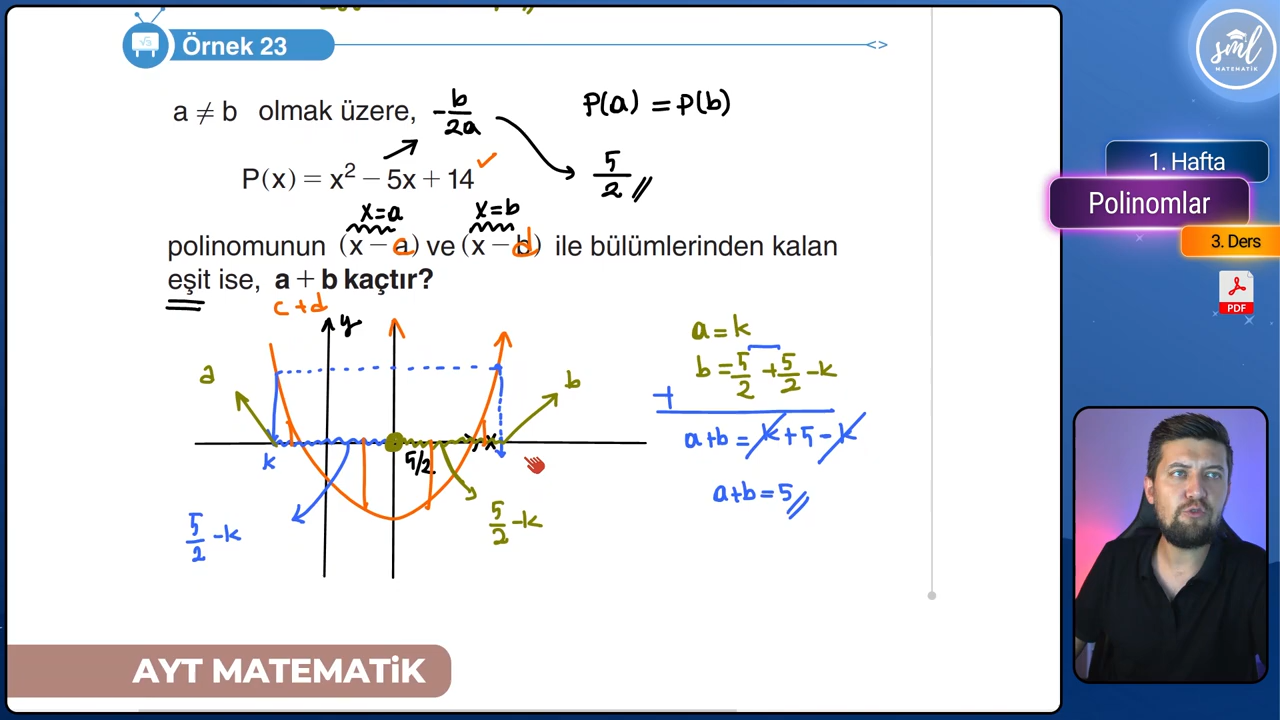 Örnek 23
a ≠ b olmak üzere, -b/2a P(a) = P(b)
P(x) = x² − 5x + 14 ✓ 5/2 //
x=a x=b
polinomunun (x − a) ve (x − b) ile bülümlerinden kalan
eşit ise, a + b kaçtır?
c + d
y
a
b
k
5/2
x
5/2 -k
5/2 -k
a = k
b = 5/2 + 5/2 - k
+
a+b = k + 5 - k
a+b = 5 //
sml
MATEMATİK
1. Hafta
Polinomlar
3. Ders
PDF
AYT MATEMATİK